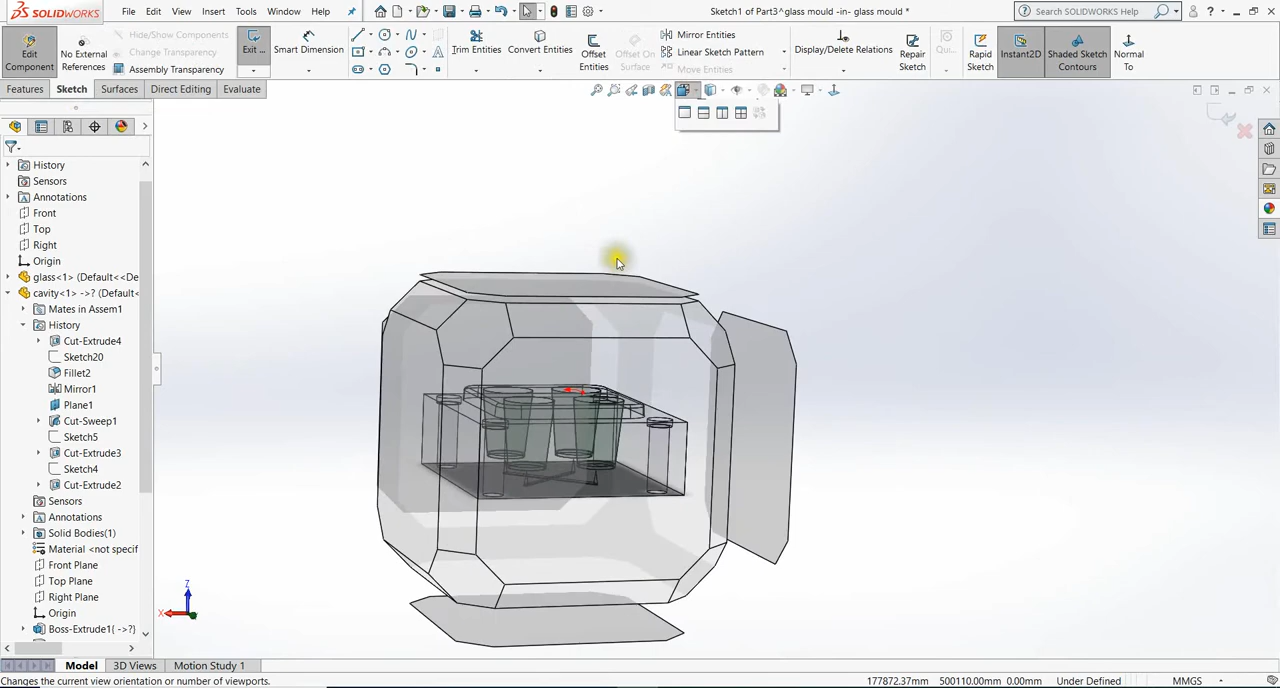 SOLIDWORKS
File
Edit
View
Insert
Tools
Window
Help
Sketch1 of Part3^glass mould -in- glass mould *
Search SOLIDWORKS Help
Edit
Component
No External
References
Hide/Show Components
Change Transparency
Assembly Transparency
Exit ...
Smart Dimension
Trim Entities
Convert Entities
Offset
Entities
Offset On
Surface
Mirror Entities
Linear Sketch Pattern
Move Entities
Display/Delete Relations
Repair
Sketch
Qu...
Rapid
Sketch
Instant2D
Shaded Sketch
Contours
Normal
To
Features
Sketch
Surfaces
Direct Editing
Evaluate
History
Sensors
Annotations
Front
Top
Right
Origin
glass<1> (Default<<De
cavity<1> ->? (Default<
Mates in Assem1
History
Cut-Extrude4
Sketch20
Fillet2
Mirror1
Plane1
Cut-Sweep1
Sketch5
Cut-Extrude3
Sketch4
Cut-Extrude2
Sensors
Annotations
Solid Bodies(1)
Material <not specif
Front Plane
Top Plane
Right Plane
Origin
Boss-Extrude1{ ->?}
Z
X
Model
3D Views
Motion Study 1
Changes the current view orientation or number of viewports.
177872.37mm
500110.00mm
0.00mm
Under Defined
MMGS